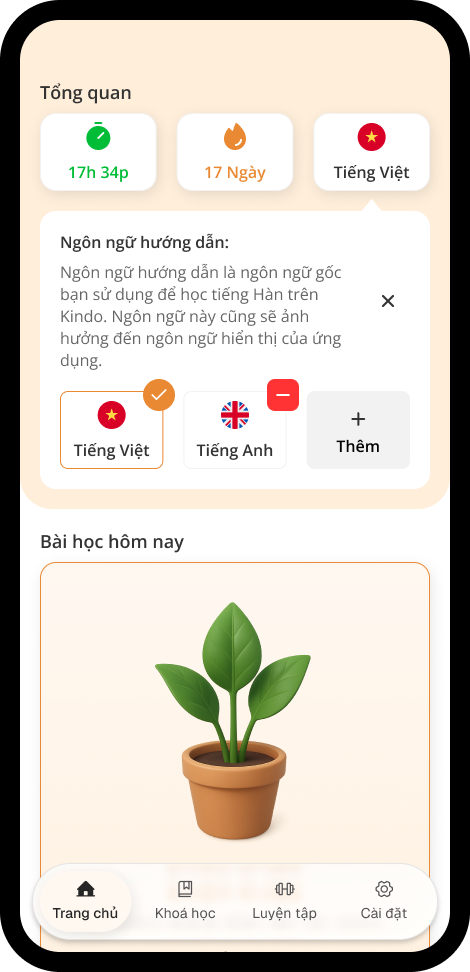 Tổng quan
17h 34p
17 Ngày
Tiếng Việt
Ngôn ngữ hướng dẫn:
Ngôn ngữ hướng dẫn là ngôn ngữ gốc
bạn sử dụng để học tiếng Hàn trên
Kindo. Ngôn ngữ này cũng sẽ ảnh
hưởng đến ngôn ngữ hiển thị của ứng
dụng.
Tiếng Việt
Tiếng Anh
Thêm
Bài học hôm nay
Trang chủ
Khoá học
Luyện tập
Cài đặt